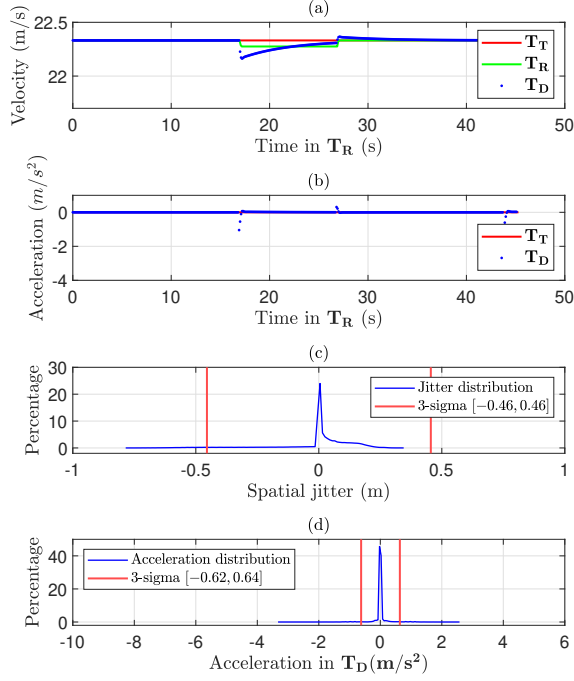 (a)
Velocity (m/s)
22.5
22
0 10 20 30 40 50
Time in T_R (s)
T_T
T_R
T_D
(b)
Acceleration (m/s²)
0
-2
-4
0 10 20 30 40 50
Time in T_R (s)
T_T
T_D
(c)
Percentage
30
20
10
0
-1 -0.5 0 0.5 1
Spatial jitter (m)
Jitter distribution
3-sigma [−0.46, 0.46]
(d)
Percentage
40
20
0
-10 -8 -6 -4 -2 0 2 4 6
Acceleration in T_D(m/s²)
Acceleration distribution
3-sigma [−0.62, 0.64]